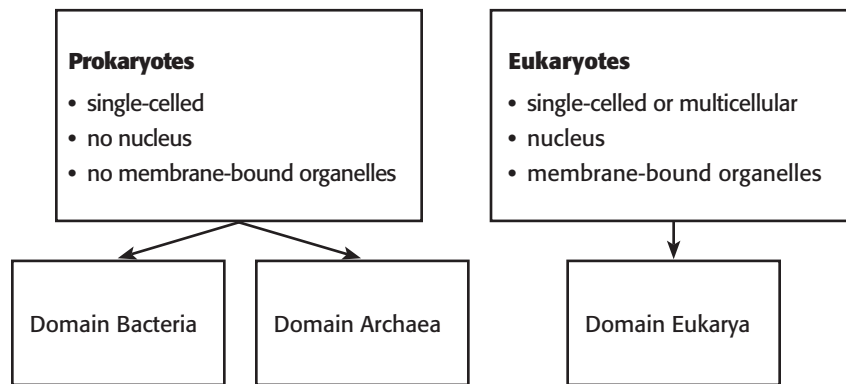 Prokaryotes
• single-celled
• no nucleus
• no membrane-bound organelles
Eukaryotes
• single-celled or multicellular
• nucleus
• membrane-bound organelles
Domain Bacteria
Domain Archaea
Domain Eukarya